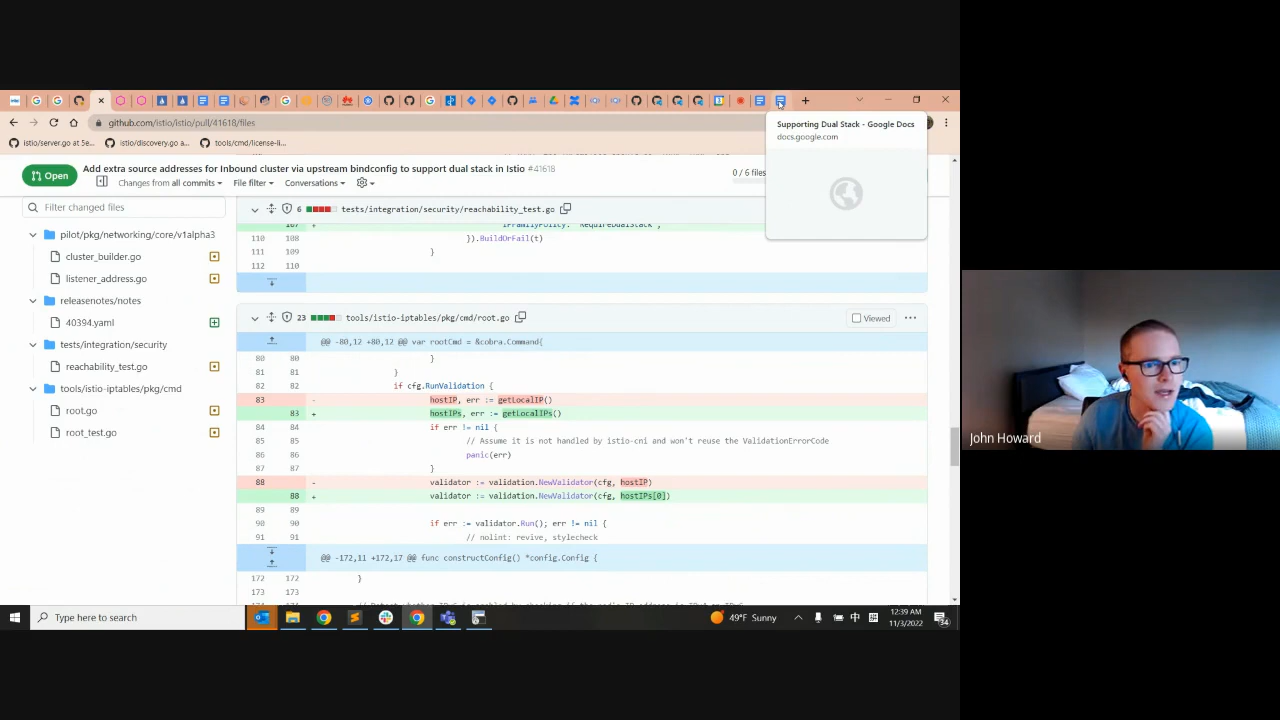 github.com/istio/istio/pull/41618/files
Supporting Dual Stack - Google Docs
docs.google.com
istio/server.go at 5e...
istio/discovery.go a...
tools/cmd/license-li...
Open
Add extra source addresses for Inbound cluster via upstream bindconfig to support dual stack in Istio #41618
Changes from all commits
File filter
Conversations
0 / 6 files
Filter changed files
6 tests/integration/security/reachability_test.go
pilot/pkg/networking/core/v1alpha3
cluster_builder.go
listener_address.go
releasenotes/notes
40394.yaml
tests/integration/security
reachability_test.go
tools/istio-iptables/pkg/cmd
root.go
root_test.go
107 + IPFamilyPolicy: "RequireDualStack",
110 108 }).BuildOrFail(t)
111 109 }
112 110
23 tools/istio-iptables/pkg/cmd/root.go
Viewed
@@ -80,12 +80,12 @@ var rootCmd = &cobra.Command{
80 80 }
81 81 }
82 82 if cfg.RunValidation {
83 - hostIP, err := getLocalIP()
83 + hostIPs, err := getLocalIPs()
84 84 if err != nil {
85 85 // Assume it is not handled by istio-cni and won't reuse the ValidationErrorCode
86 86 panic(err)
87 87 }
88 - validator := validation.NewValidator(cfg, hostIP)
88 + validator := validation.NewValidator(cfg, hostIPs[0])
89 89
90 90 if err := validator.Run(); err != nil {
91 91 // nolint: revive, stylecheck
@@ -172,11 +172,17 @@ func constructConfig() *config.Config {
172 172 }
173 173
John Howard
Type here to search
49°F Sunny
中
12:39 AM
11/3/2022
34